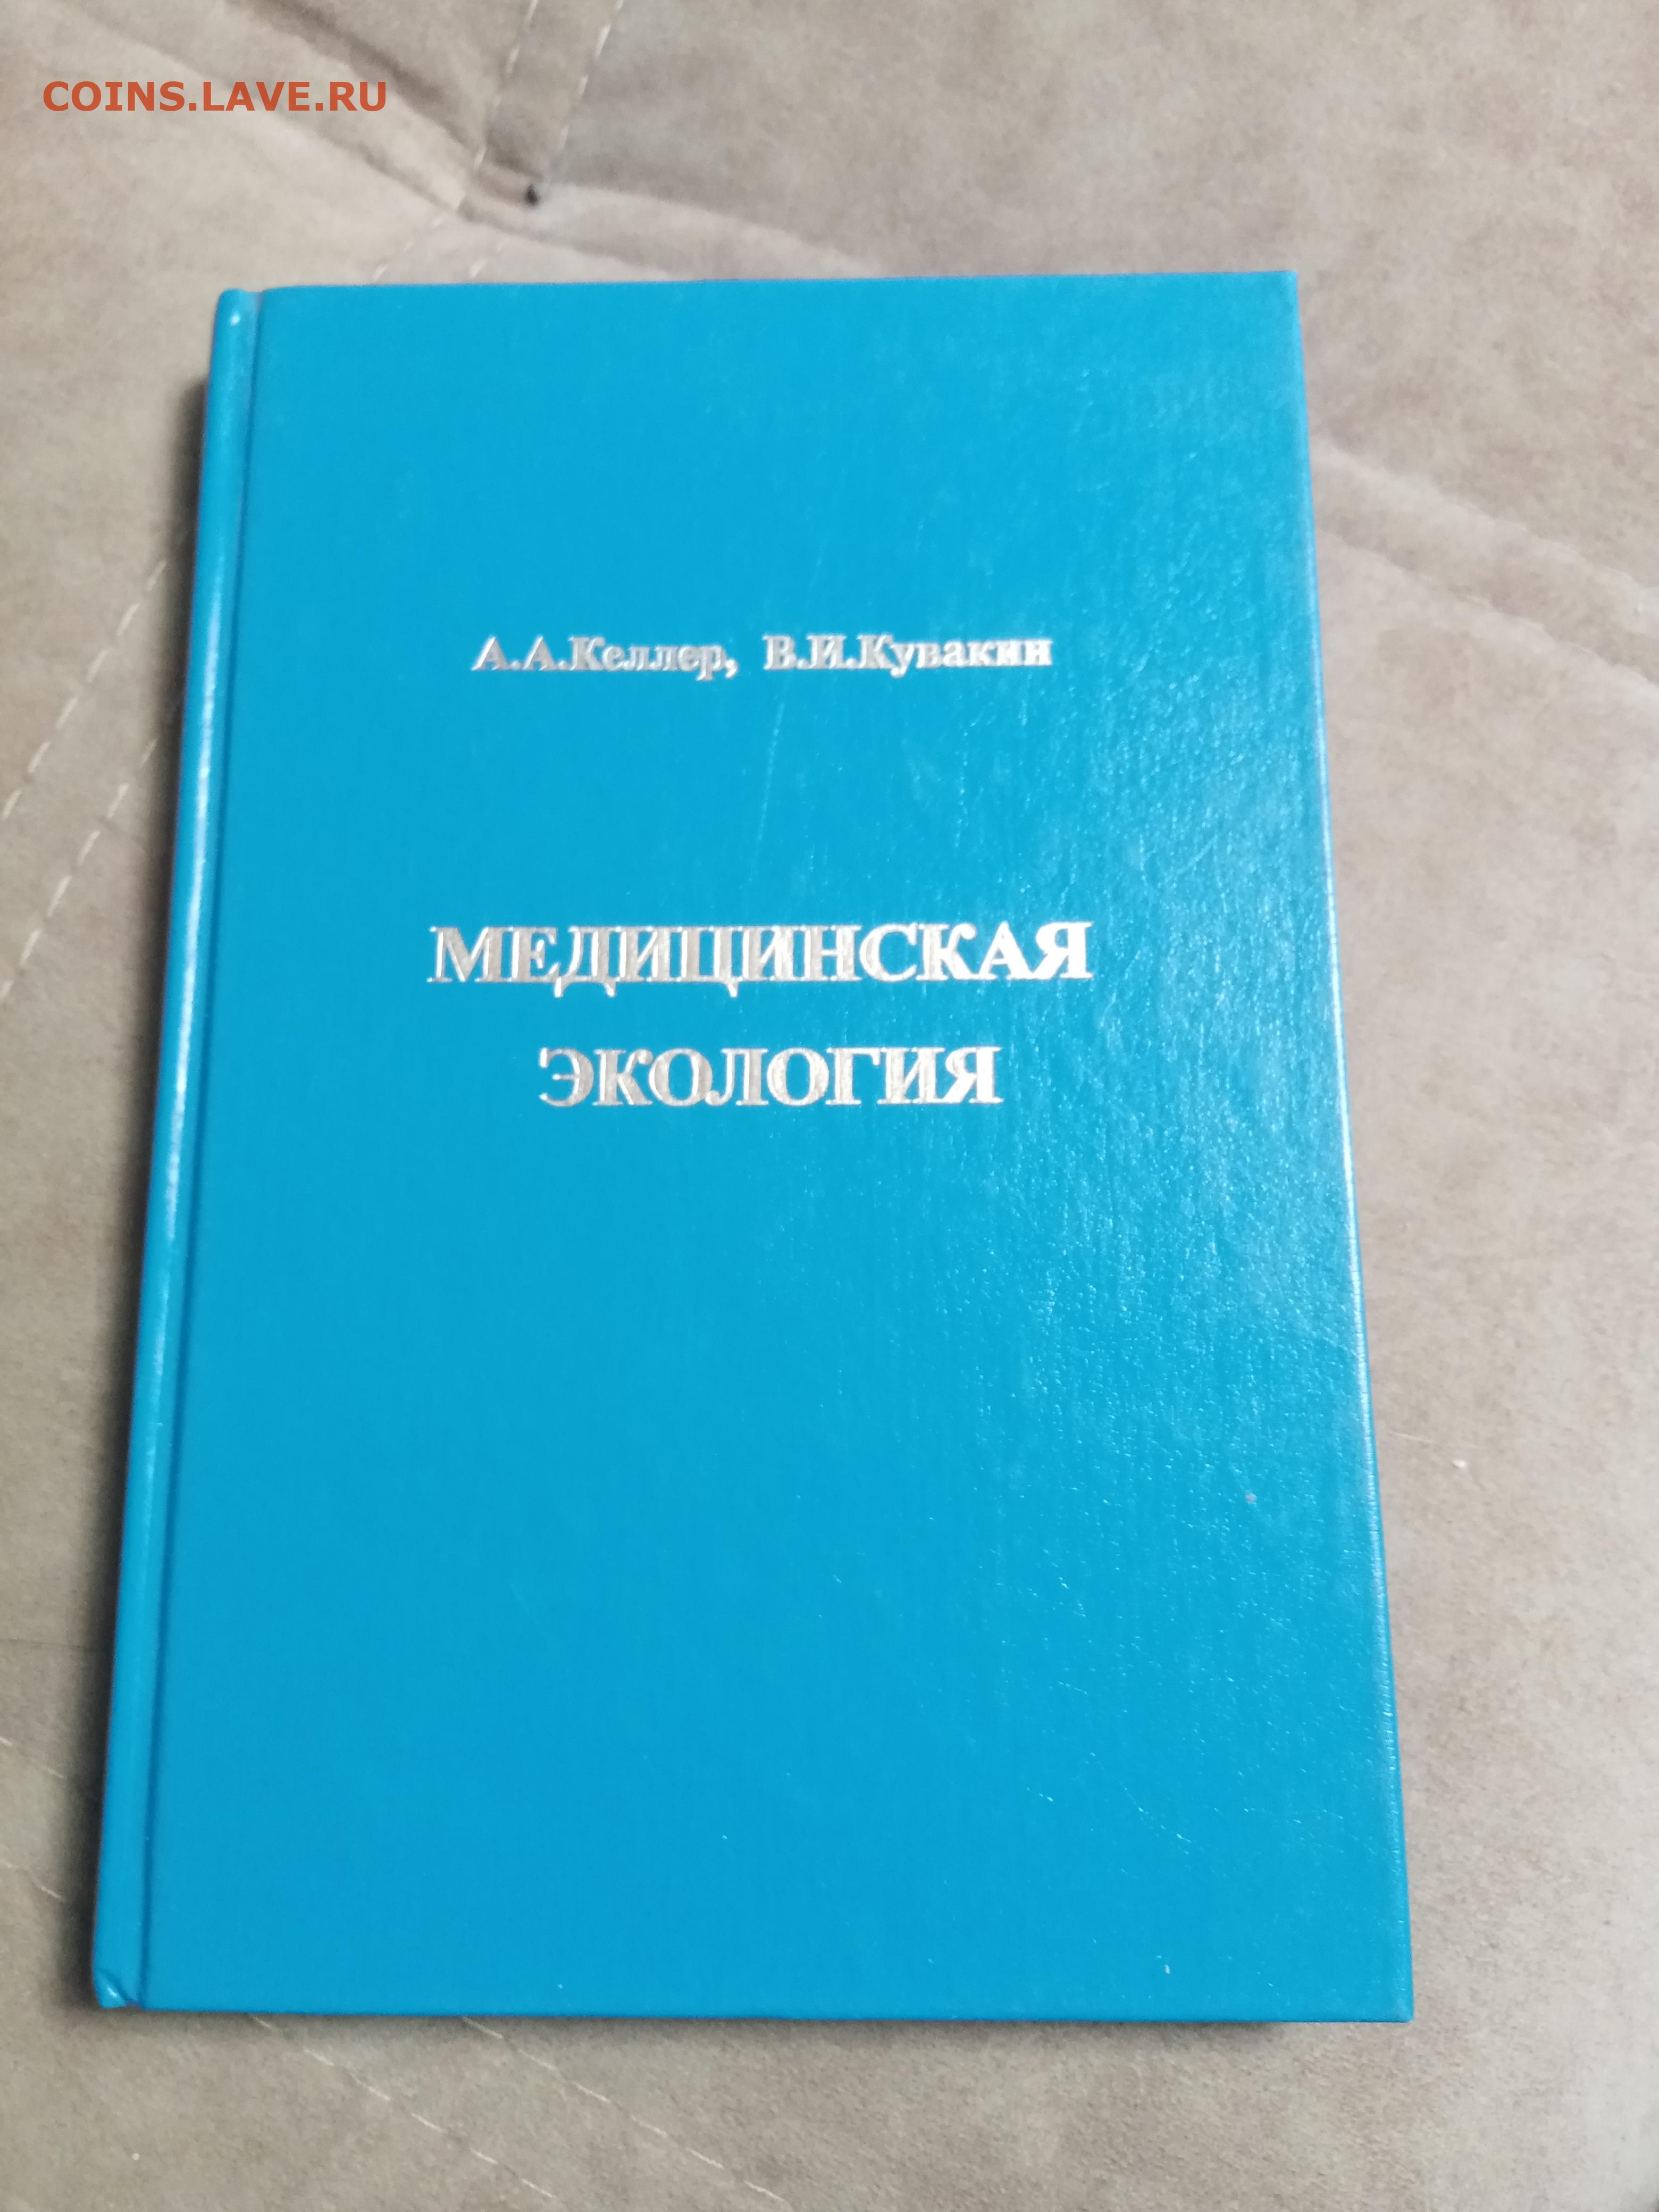 COINS.LAVE.RU
А.А.Келлер, В.И.Кувакин
МЕДИЦИНСКАЯ
ЭКОЛОГИЯ